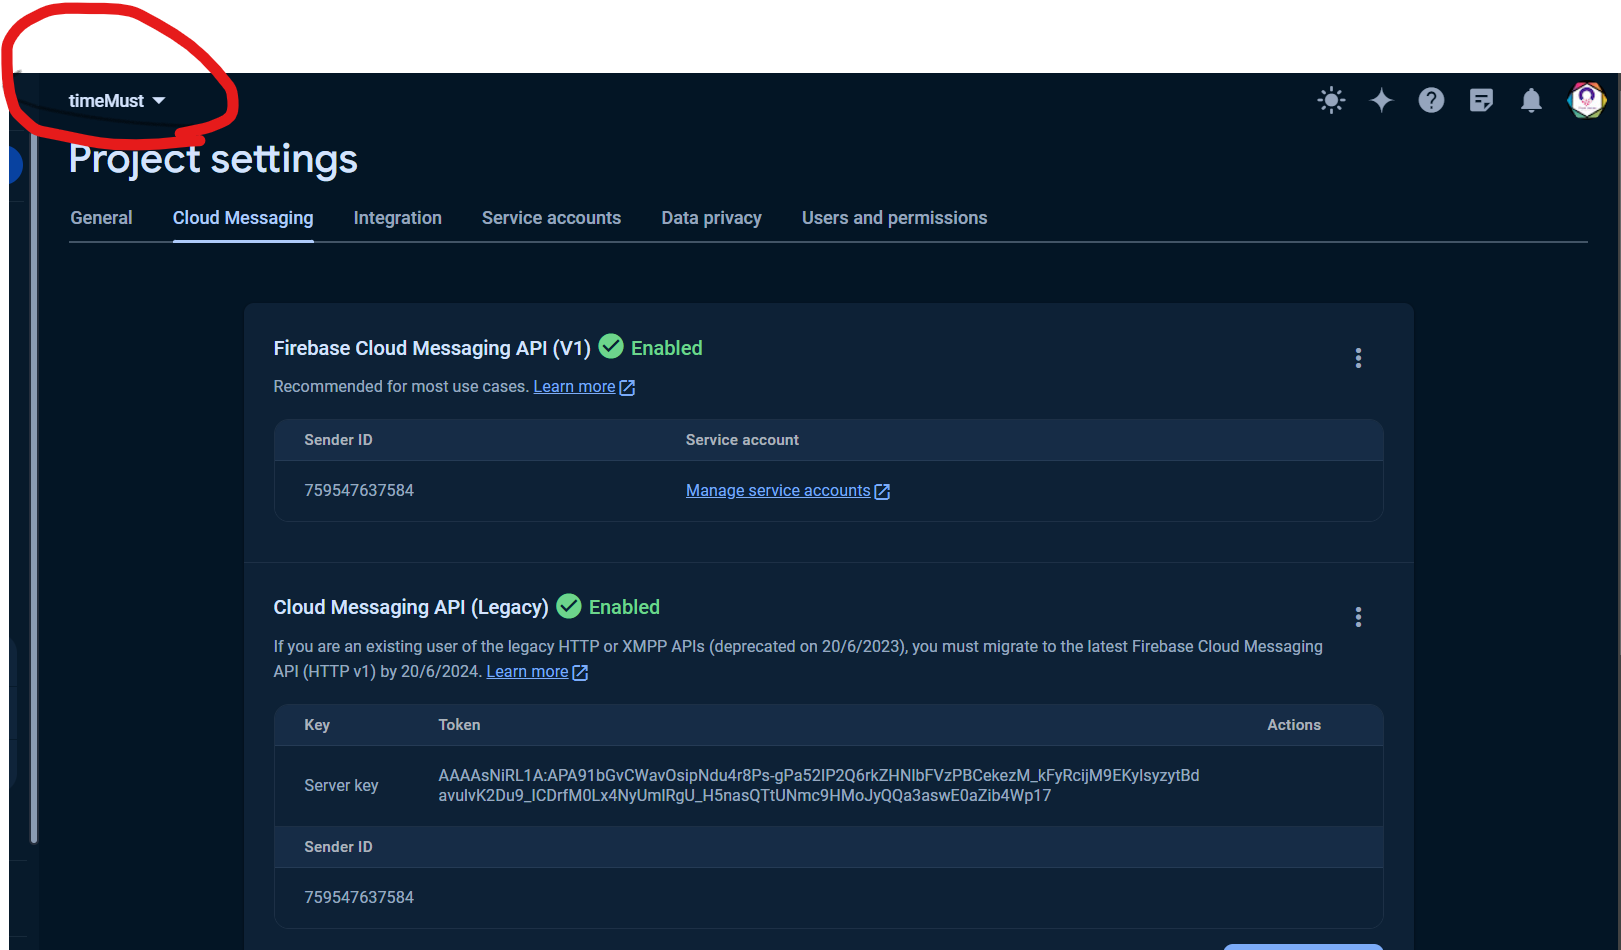 timeMust
Project settings
General
Cloud Messaging
Integration
Service accounts
Data privacy
Users and permissions
Firebase Cloud Messaging API (V1) Enabled
Recommended for most use cases. Learn more
Sender ID
Service account
759547637584
Manage service accounts
Cloud Messaging API (Legacy) Enabled
If you are an existing user of the legacy HTTP or XMPP APIs (deprecated on 20/6/2023), you must migrate to the latest Firebase Cloud Messaging
API (HTTP v1) by 20/6/2024. Learn more
Key
Token
Actions
Server key
Sender ID
759547637584